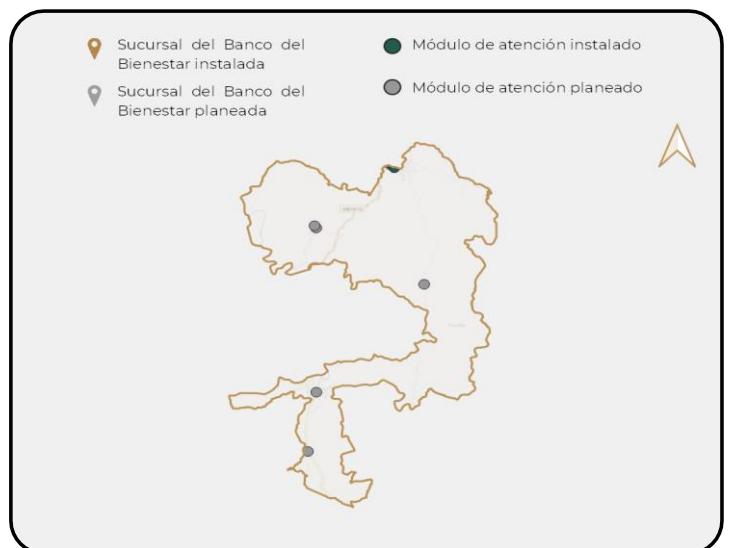 Sucursal del Banco del
Bienestar instalada
Sucursal del Banco del
Bienestar planeada
Módulo de atención instalado
Módulo de atención planeado